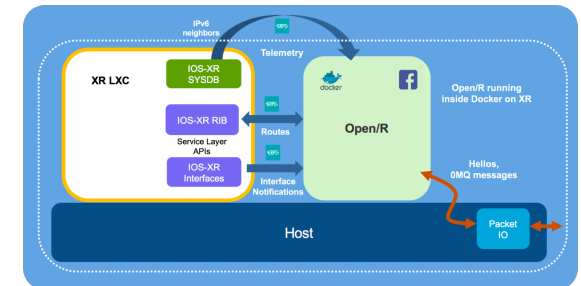 IPv6
neighbors
Telemetry
XR LXC
IOS-XR
SYSDB
docker
Open/R running
inside Docker on XR
IOS-XR RIB
Routes
Open/R
Service Layer
APIs
IOS-XR
Interfaces
Interface
Notifications
Hellos,
0MQ messages
Host
Packet
IO